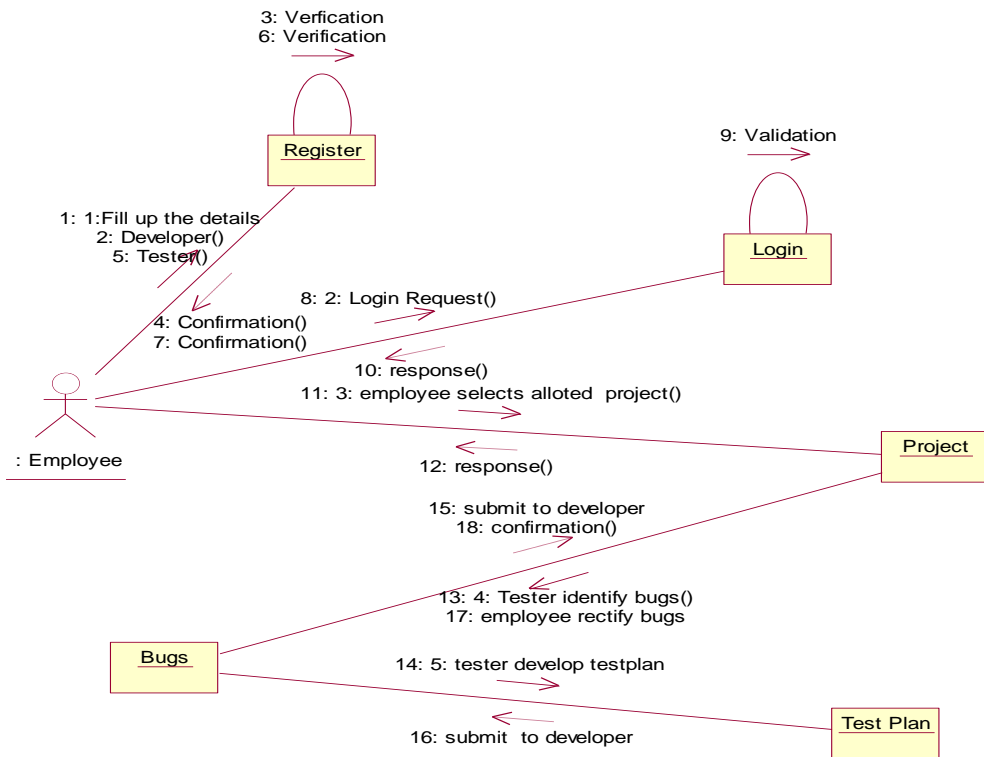 3: Verfication
6: Verification
Register
9: Validation
Login
1: 1:Fill up the details
2: Developer()
5: Tester()
4: Confirmation()
7: Confirmation()
8: 2: Login Request()
10: response()
11: 3: employee selects alloted  project()
12: response()
: Employee
Project
15: submit to developer
18: confirmation()
13: 4: Tester identify bugs()
17: employee rectify bugs
Bugs
14: 5: tester develop testplan
16: submit  to developer
Test Plan